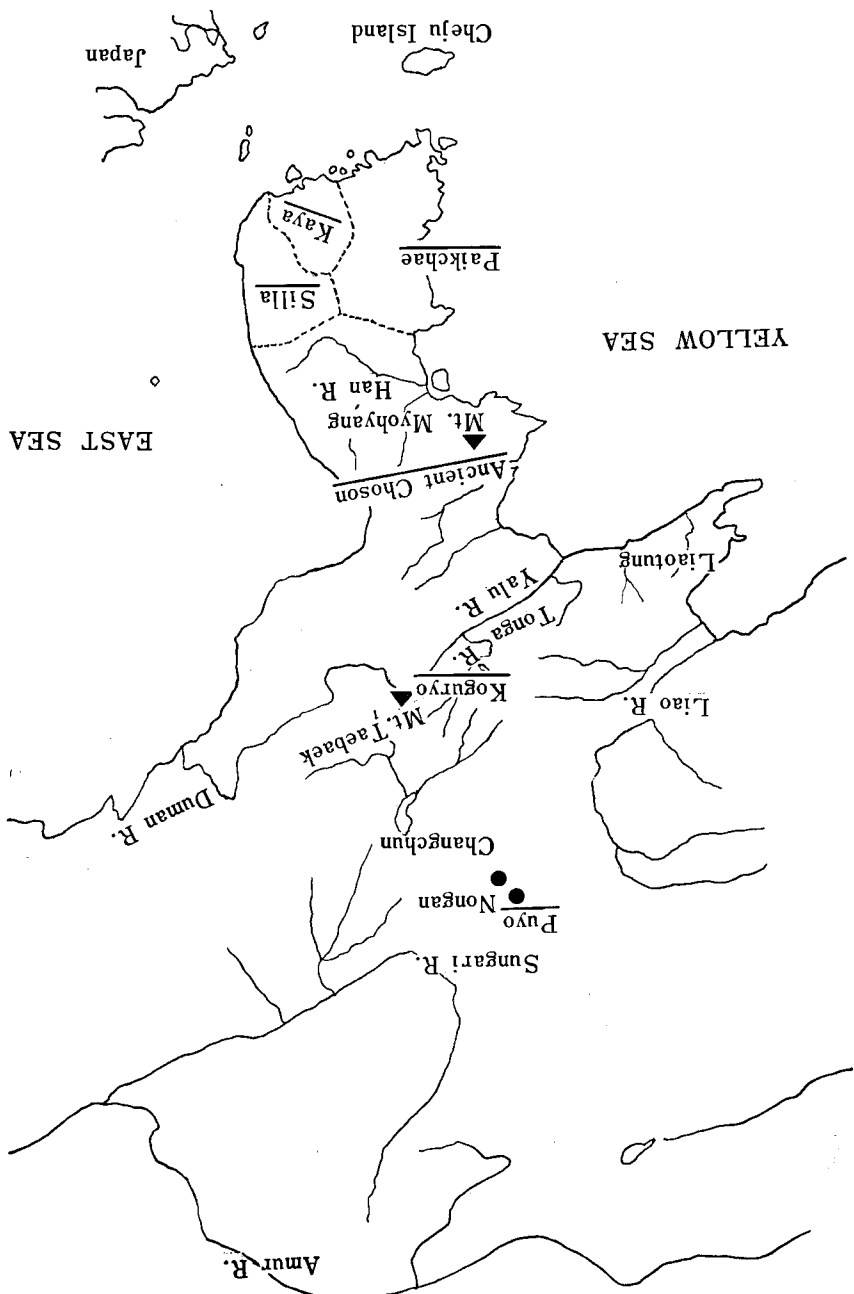 Amur R.
Sungari R.
Puyo
Nongan
Changchun
Duman R.
Mt. Taebaek
Liao R.
Koguryo
Tonga R.
Yalu R.
Liaotung
Ancient Choson
EAST SEA
Mt.
Myohyang
Han R.
YELLOW SEA
Silla
Paikchae
Kaya
Japan
Cheju Island